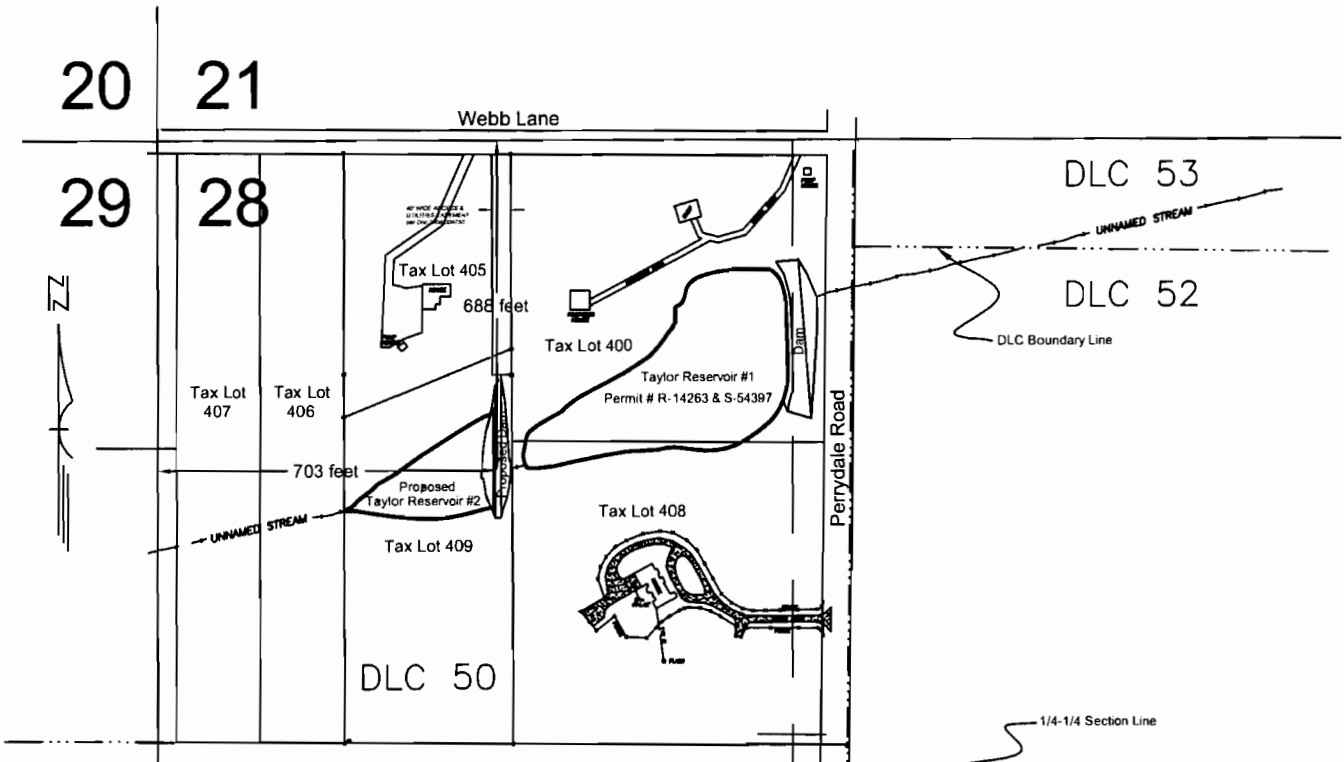 20
21
Webb Lane
29
28
DLC 53
UNNAMED STREAM
DLC 52
DLC Boundary Line
Tax Lot 405
688 feet
Tax Lot 400
Dam
Taylor Reservoir #1
Permit # R-14263 & S-54397
Tax Lot
407
Tax Lot
406
Perrydale Road
703 feet
Proposed
Taylor Reservoir #2
Proposed Dam
UNNAMED STREAM
Tax Lot 409
Tax Lot 408
DLC 50
1/4-1/4 Section Line